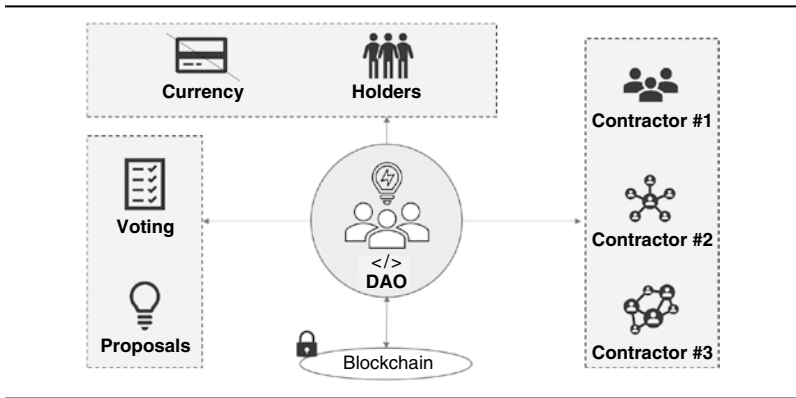 Currency
Holders
Contractor #1
Voting
Contractor #2
</>
DAO
Proposals
Blockchain
Contractor #3